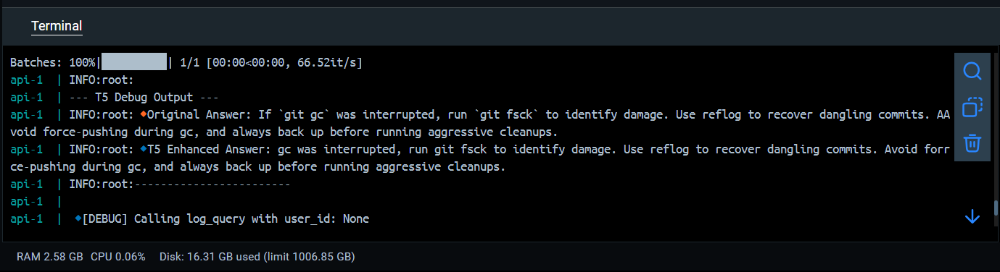 Terminal
Batches: 100%|██████████| 1/1 [00:00<00:00, 66.52it/s]
api-1  | INFO:root:
api-1  | --- T5 Debug Output ---
api-1  | INFO:root: 🔸Original Answer: If `git gc` was interrupted, run `git fsck` to identify damage. Use reflog to recover dangling commits. AA
void force-pushing during gc, and always back up before running aggressive cleanups.
api-1  | INFO:root: 🔹T5 Enhanced Answer: gc was interrupted, run git fsck to identify damage. Use reflog to recover dangling commits. Avoid forr
ce-pushing during gc, and always back up before running aggressive cleanups.
api-1  | INFO:root:------------------------
api-1  |
api-1  |  🔹[DEBUG] Calling log_query with user_id: None
RAM 2.58 GB CPU 0.06% Disk: 16.31 GB used (limit 1006.85 GB)